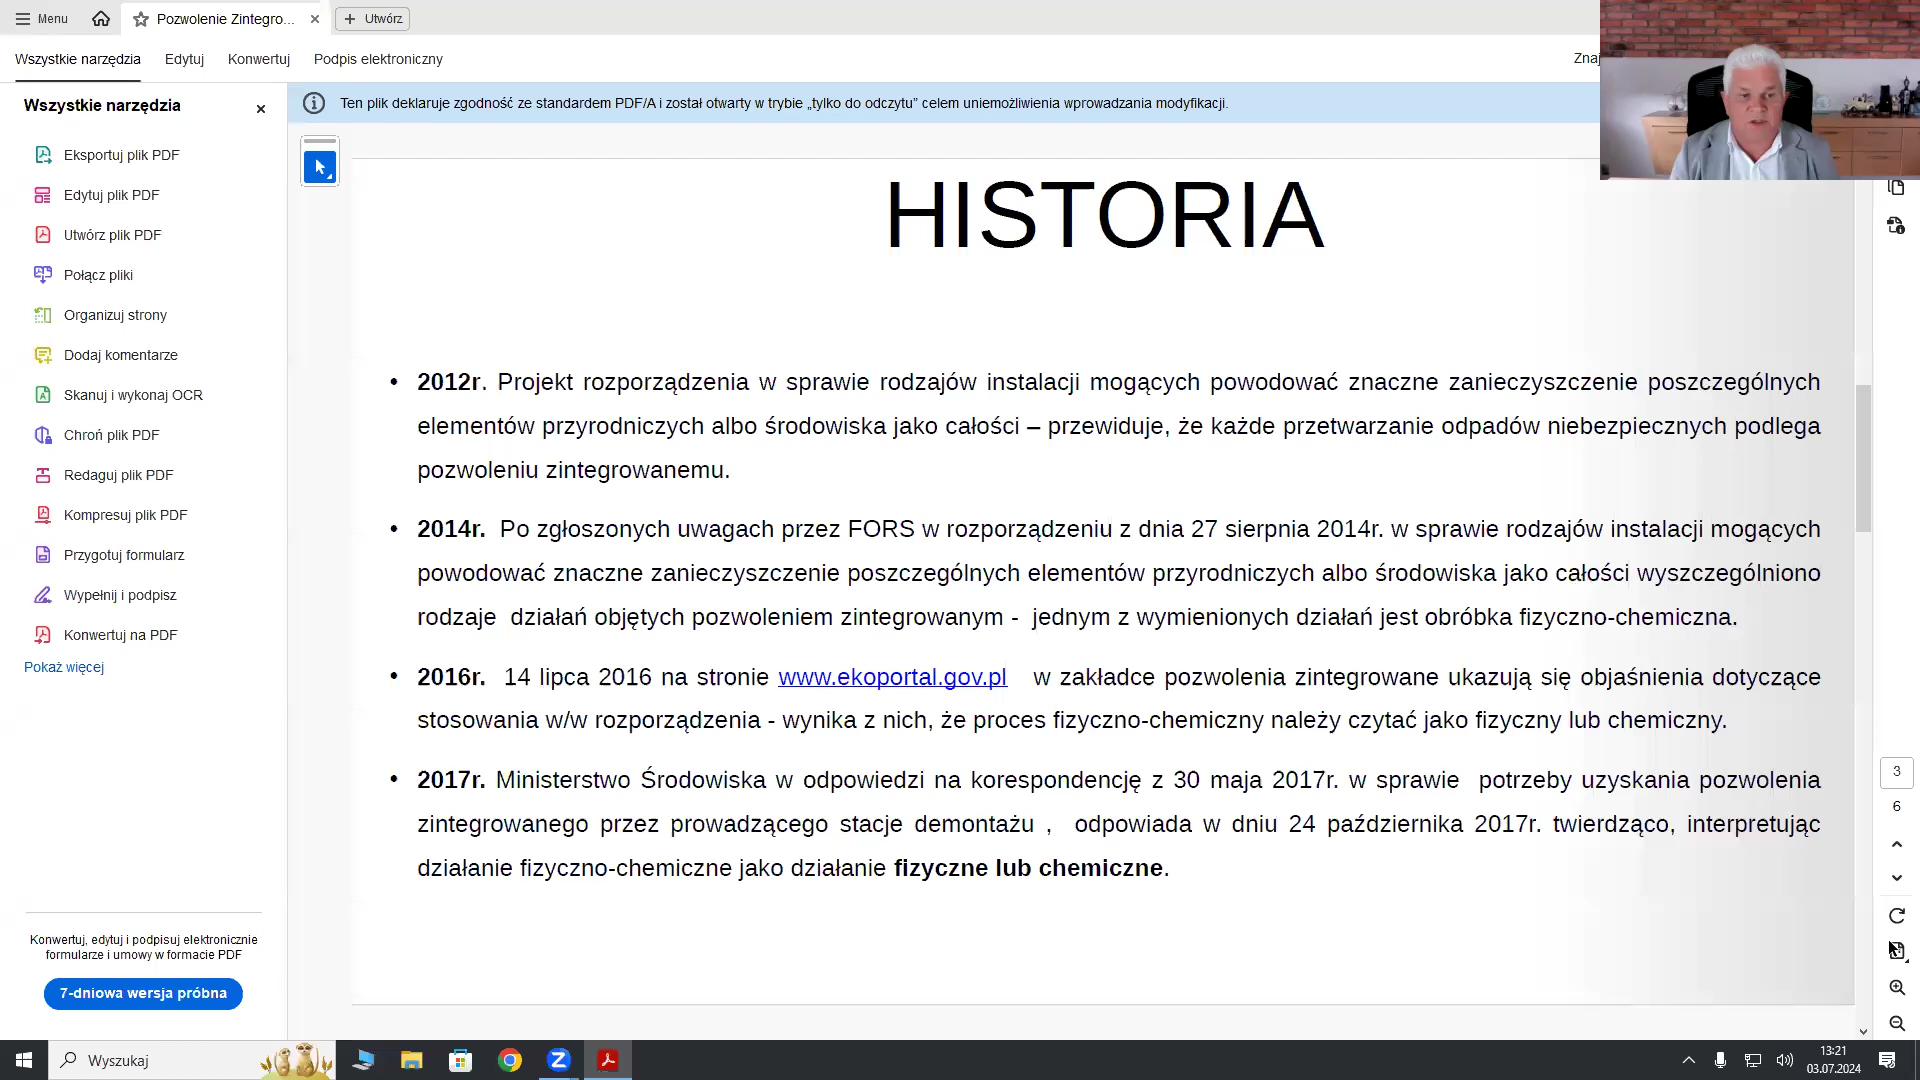 Menu
Pozwolenie Zintegro...
Utwórz
Wszystkie narzędzia
Edytuj
Konwertuj
Podpis elektroniczny
Wszystkie narzędzia
Eksportuj plik PDF
Edytuj plik PDF
Utwórz plik PDF
Połącz pliki
Organizuj strony
Dodaj komentarze
Skanuj i wykonaj OCR
Chroń plik PDF
Redaguj plik PDF
Kompresuj plik PDF
Przygotuj formularz
Wypełnij i podpisz
Konwertuj na PDF
Pokaż więcej
Konwertuj, edytuj i podpisuj elektronicznie
formularze i umowy w formacie PDF
7-dniowa wersja próbna
Ten plik deklaruje zgodność ze standardem PDF/A i został otwarty w trybie „tylko do odczytu” celem uniemożliwienia wprowadzania modyfikacji.
HISTORIA
• 2012r. Projekt rozporządzenia w sprawie rodzajów instalacji mogących powodować znaczne zanieczyszczenie poszczególnych
elementów przyrodniczych albo środowiska jako całości – przewiduje, że każde przetwarzanie odpadów niebezpiecznych podlega
pozwoleniu zintegrowanemu.
• 2014r. Po zgłoszonych uwagach przez FORS w rozporządzeniu z dnia 27 sierpnia 2014r. w sprawie rodzajów instalacji mogących
powodować znaczne zanieczyszczenie poszczególnych elementów przyrodniczych albo środowiska jako całości wyszczególniono
rodzaje działań objętych pozwoleniem zintegrowanym - jednym z wymienionych działań jest obróbka fizyczno-chemiczna.
• 2016r. 14 lipca 2016 na stronie www.ekoportal.gov.pl w zakładce pozwolenia zintegrowane ukazują się objaśnienia dotyczące
stosowania w/w rozporządzenia - wynika z nich, że proces fizyczno-chemiczny należy czytać jako fizyczny lub chemiczny.
• 2017r. Ministerstwo Środowiska w odpowiedzi na korespondencję z 30 maja 2017r. w sprawie potrzeby uzyskania pozwolenia
zintegrowanego przez prowadzącego stacje demontażu , odpowiada w dniu 24 października 2017r. twierdząco, interpretując
działanie fizyczno-chemiczne jako działanie fizyczne lub chemiczne.
3
6
Wyszukaj
13:21
03.07.2024